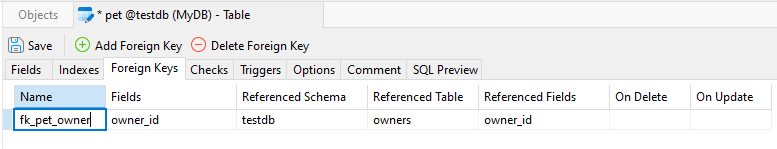 Objects * pet @testdb (MyDB) - Table
Save Add Foreign Key Delete Foreign Key
Fields Indexes Foreign Keys Checks Triggers Options Comment SQL Preview
Name Fields Referenced Schema Referenced Table Referenced Fields On Delete On Update
fk_pet_owner owner_id testdb owners owner_id